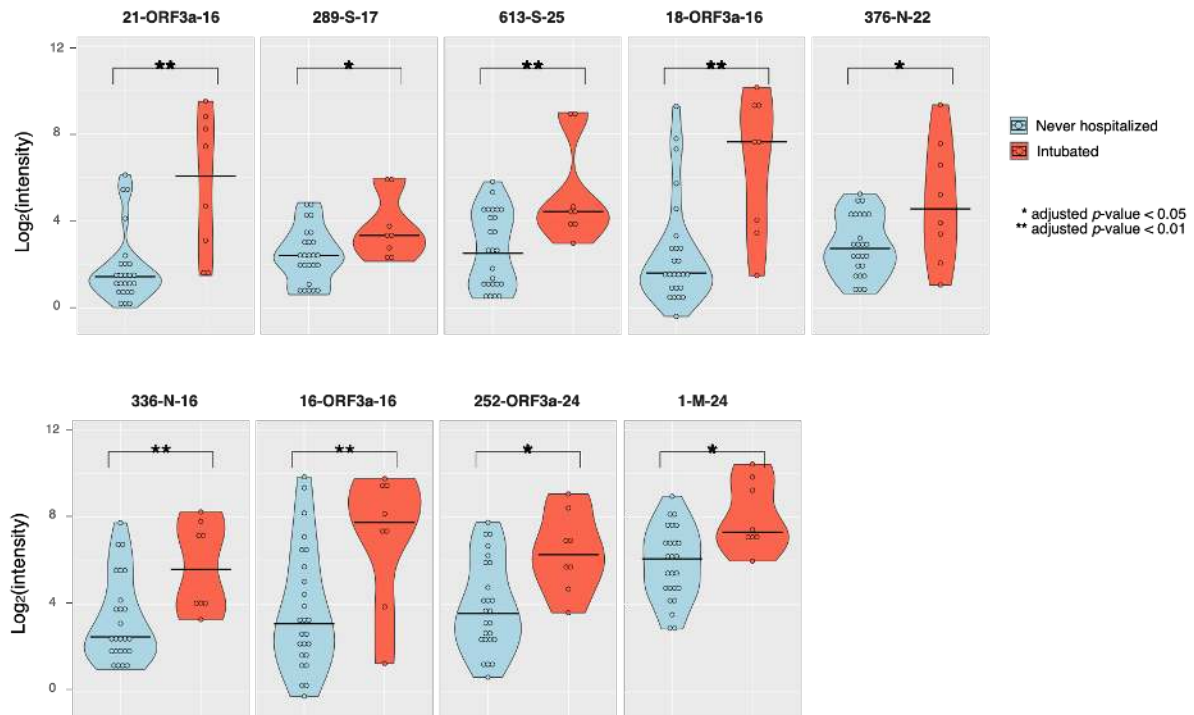 21-ORF3a-16 289-S-17 613-S-25 18-ORF3a-16 376-N-22
12
** * ** ** *
8
4
0
Log2(intensity)
Never hospitalized
Intubated
* adjusted p-value < 0.05
** adjusted p-value < 0.01
336-N-16 16-ORF3a-16 252-ORF3a-24 1-M-24
12
** ** * *
8
4
0
Log2(intensity)